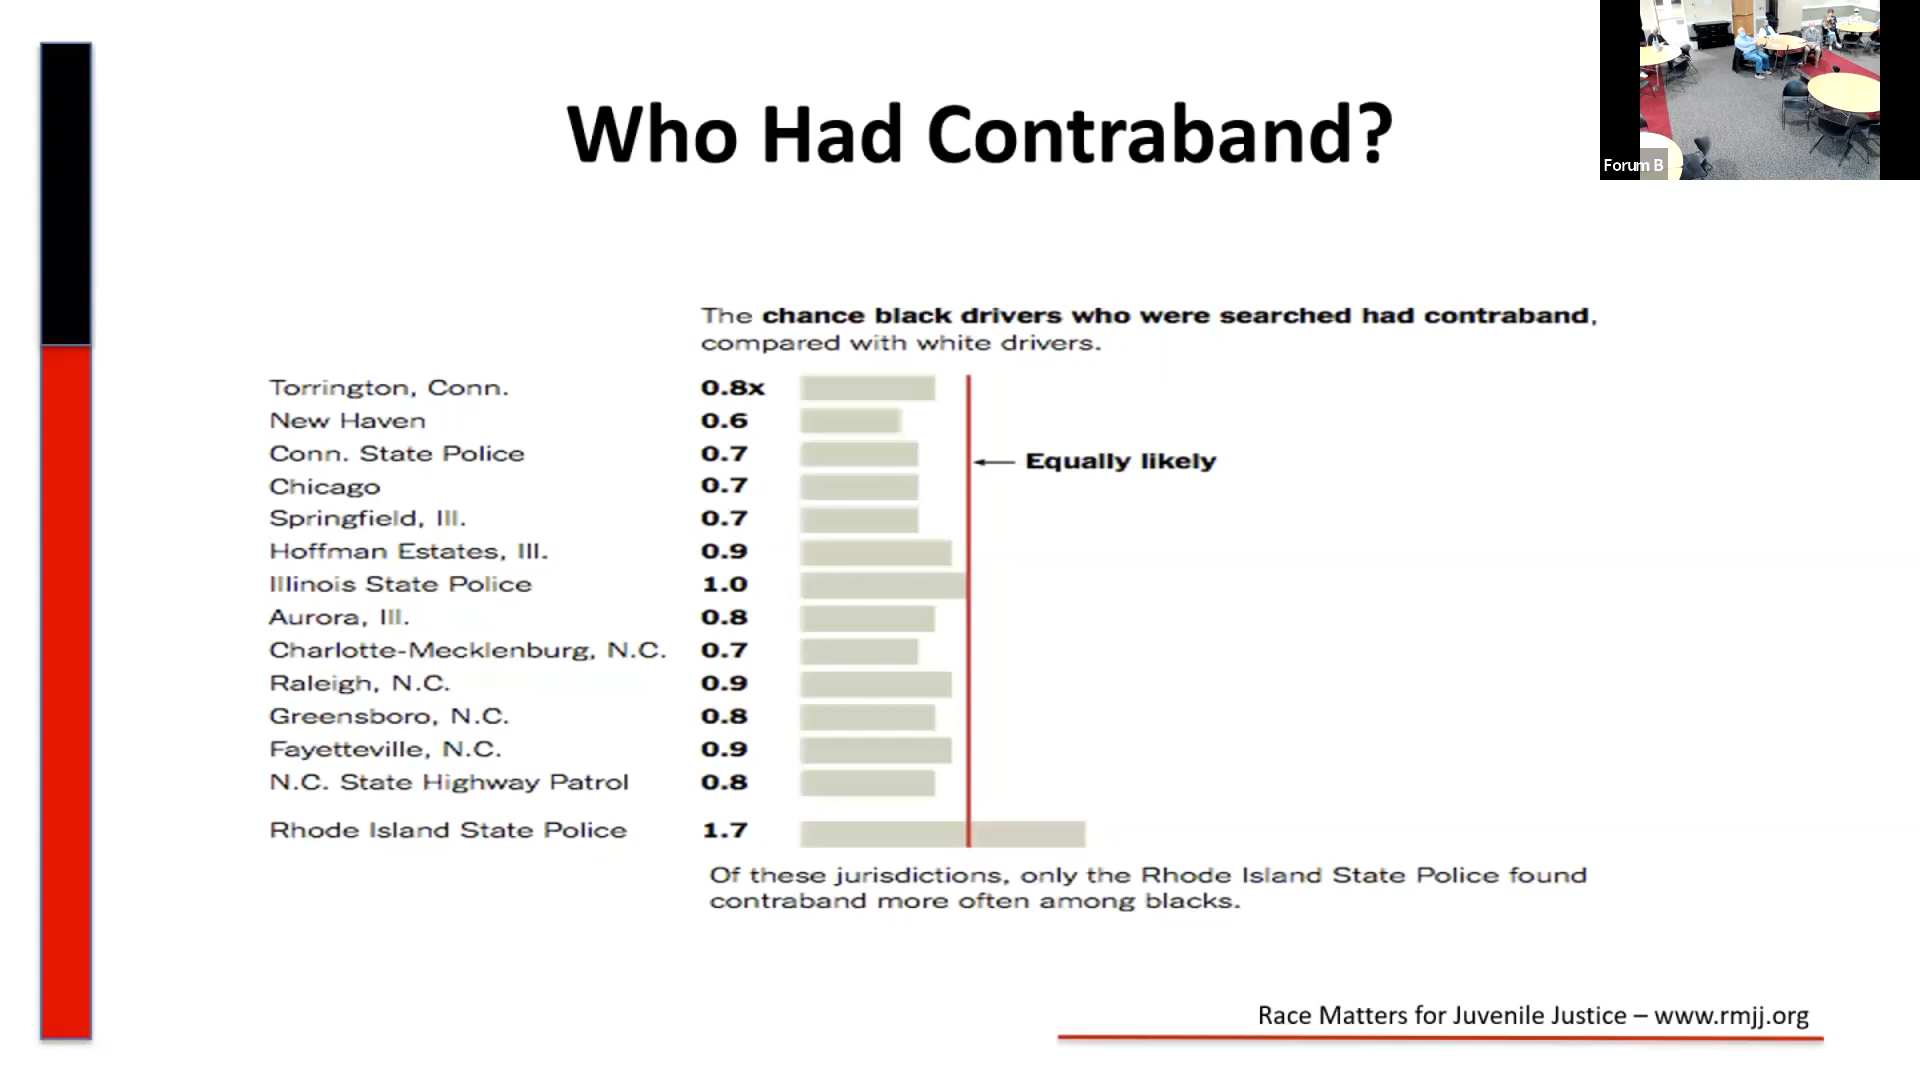 Who Had Contraband?
Forum B
The chance black drivers who were searched had contraband,
compared with white drivers.
Torrington, Conn. 0.8x
New Haven 0.6
Conn. State Police 0.7
Equally likely
Chicago 0.7
Springfield, Ill. 0.7
Hoffman Estates, Ill. 0.9
Illinois State Police 1.0
Aurora, Ill. 0.8
Charlotte-Mecklenburg, N.C. 0.7
Raleigh, N.C. 0.9
Greensboro, N.C. 0.8
Fayetteville, N.C. 0.9
N.C. State Highway Patrol 0.8
Rhode Island State Police 1.7
Of these jurisdictions, only the Rhode Island State Police found
contraband more often among blacks.
Race Matters for Juvenile Justice – www.rmjj.org